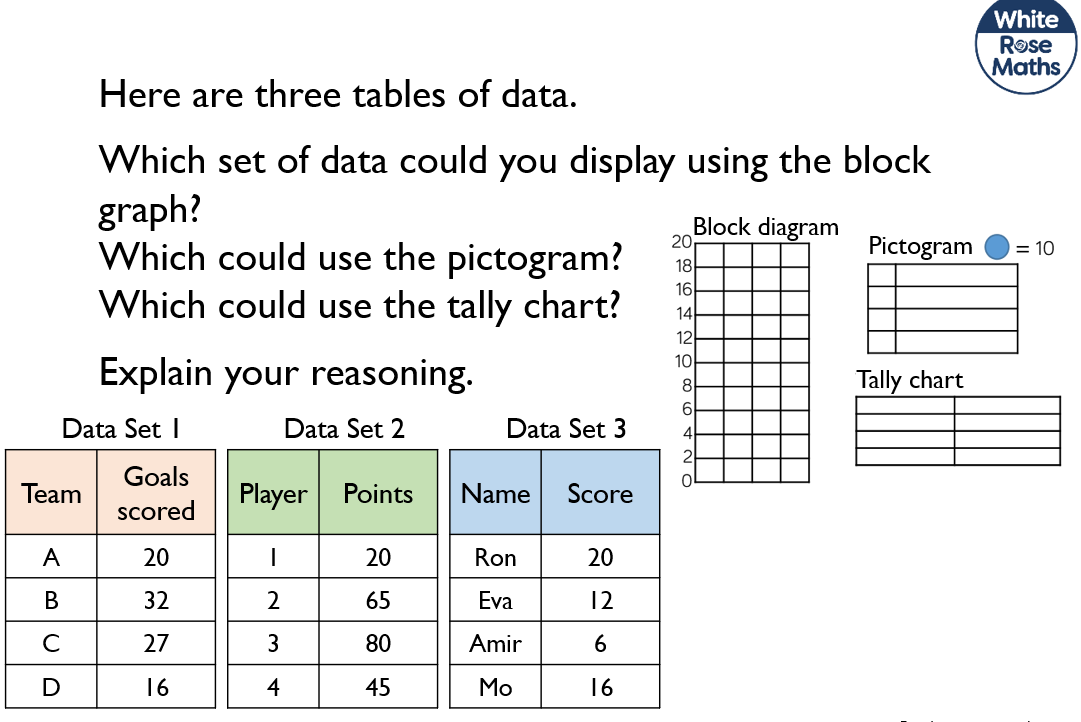 White
Rose
Maths
Here are three tables of data.
Which set of data could you display using the block
graph?
Which could use the pictogram?
Which could use the tally chart?
Explain your reasoning.
Block diagram
20
18
16
14
12
10
8
6
4
2
0
Pictogram = 10
Tally chart
Data Set 1
Team Goals scored
A 20
B 32
C 27
D 16
Data Set 2
Player Points
1 20
2 65
3 80
4 45
Data Set 3
Name Score
Ron 20
Eva 12
Amir 6
Mo 16